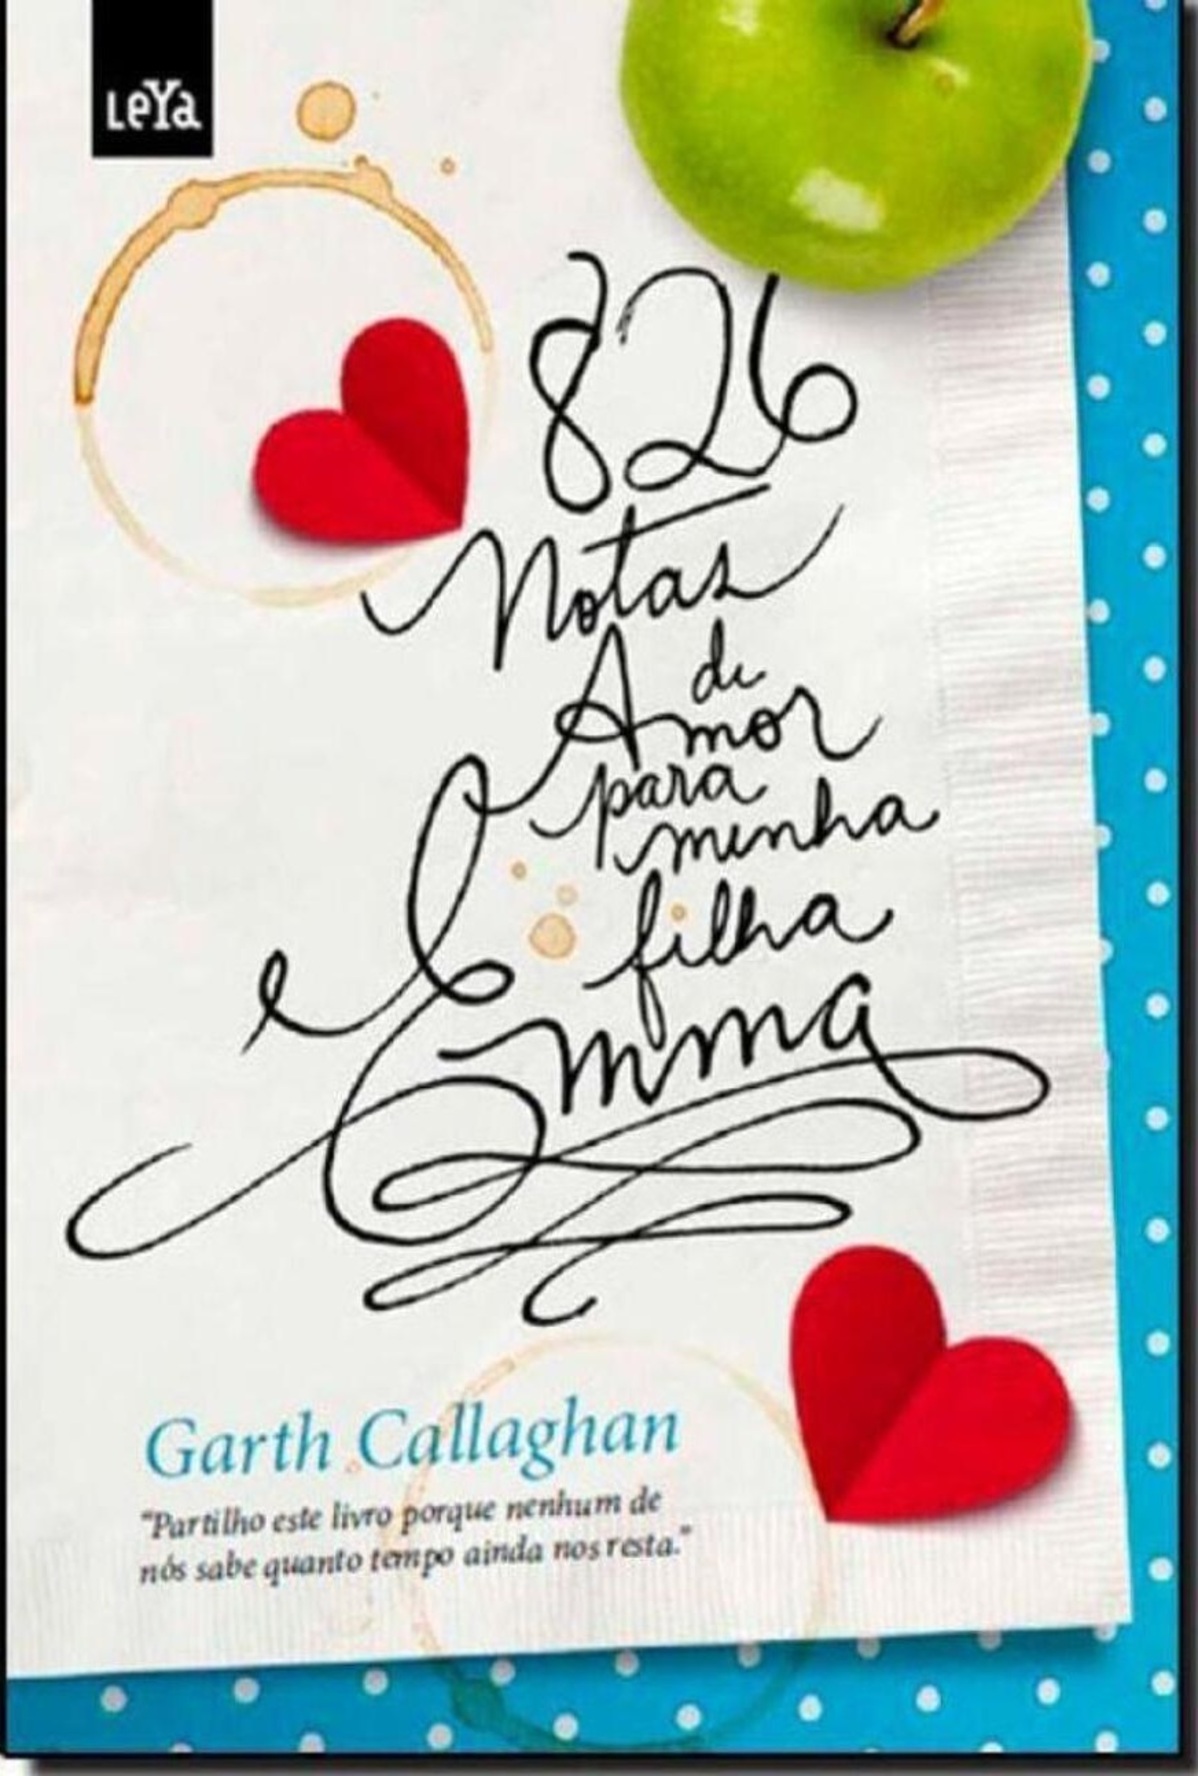 LeYa
826
Notas
de
Amor
para
minha
filha
Emma
Garth Callaghan
"Partilho este livro porque nenhum de
nós sabe quanto tempo ainda nos resta."